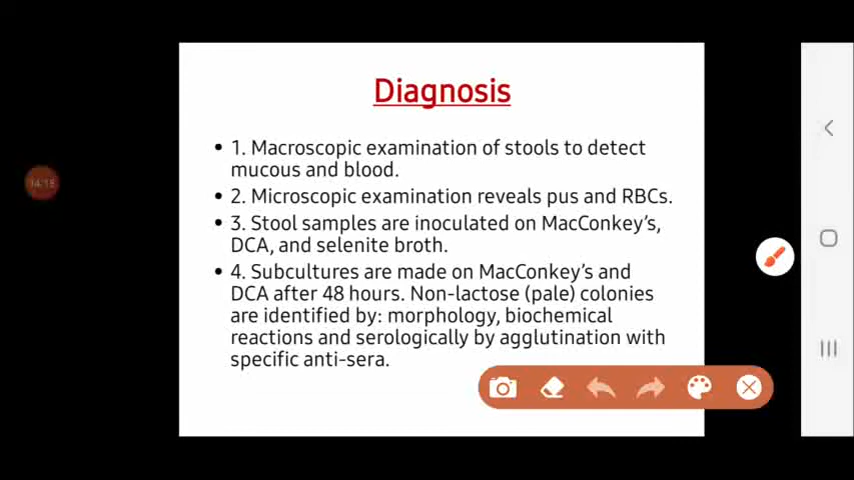 Diagnosis
• 1. Macroscopic examination of stools to detect
mucous and blood.
• 2. Microscopic examination reveals pus and RBCs.
• 3. Stool samples are inoculated on MacConkey's,
DCA, and selenite broth.
• 4. Subcultures are made on MacConkey's and
DCA after 48 hours. Non-lactose (pale) colonies
are identified by: morphology, biochemical
reactions and serologically by agglutination with
specific anti-sera.